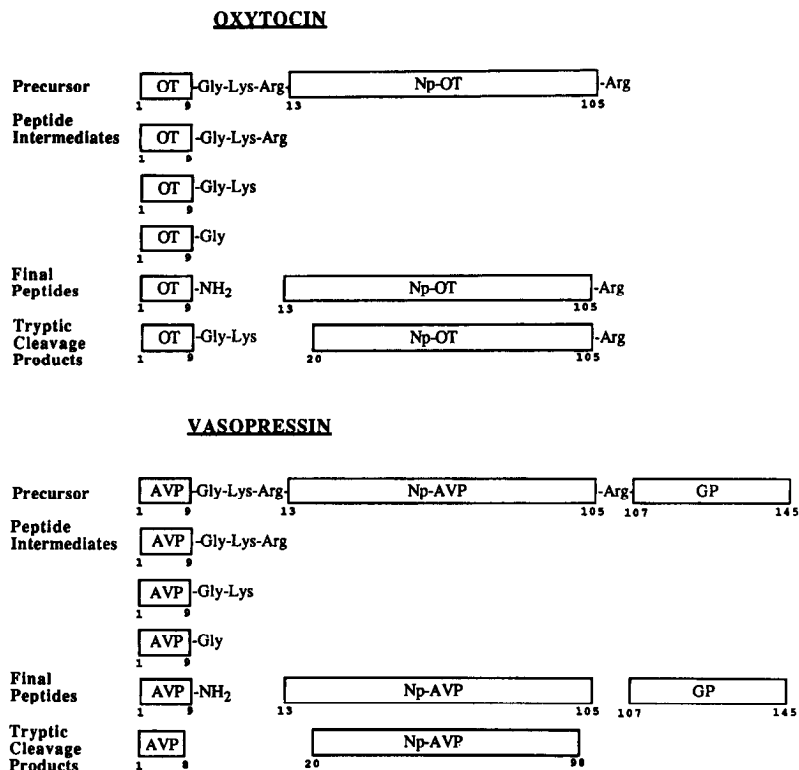 OXYTOCIN
Precursor OT -Gly-Lys-Arg- Np-OT -Arg
1 9 13 105
Peptide
Intermediates OT -Gly-Lys-Arg
1 9
OT -Gly-Lys
1 9
OT -Gly
1 9
Final
Peptides OT -NH2 Np-OT -Arg
1 9 13 105
Tryptic
Cleavage
Products OT -Gly-Lys Np-OT -Arg
1 9 20 105
VASOPRESSIN
Precursor AVP -Gly-Lys-Arg- Np-AVP -Arg- GP
1 9 13 105 107 145
Peptide
Intermediates AVP -Gly-Lys-Arg
1 9
AVP -Gly-Lys
1 9
AVP -Gly
1 9
Final
Peptides AVP -NH2 Np-AVP GP
1 9 13 105 107 145
Tryptic
Cleavage
Products AVP Np-AVP
1 8 20 98